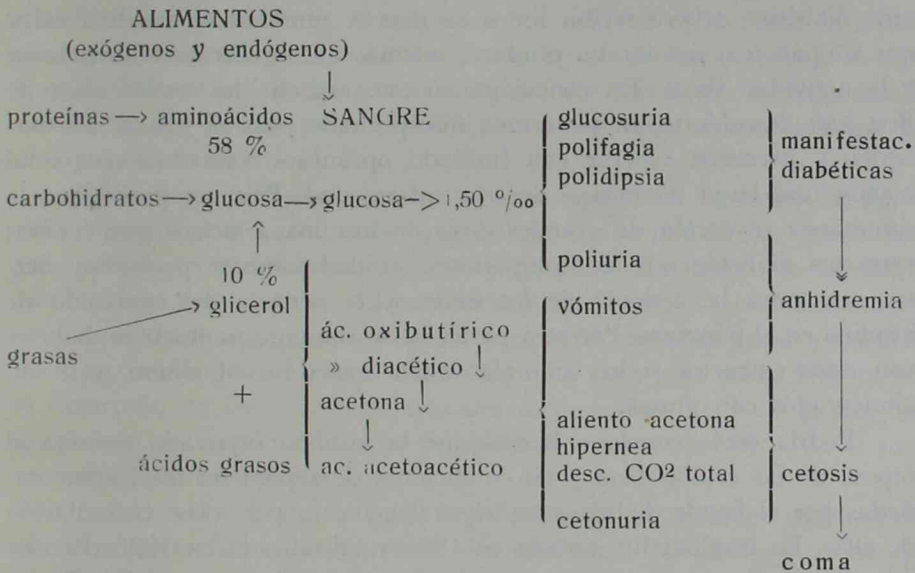 ALIMENTOS
(exógenos y endógenos)
proteínas → aminoácidos SANGRE glucosuria
58 % polifagia manifestac.
polidipsia diabéticas
carbohidratos → glucosa → glucosa → 1,50 ‰
poliuria
10 %
glicerol vómitos anhidremia
ác. oxibutírico
grasas » diacético
+ acetona
aliento acetona
hipernea
ácidos grasos ac. acetoacético desc. CO2 total cetosis
cetonuria
coma